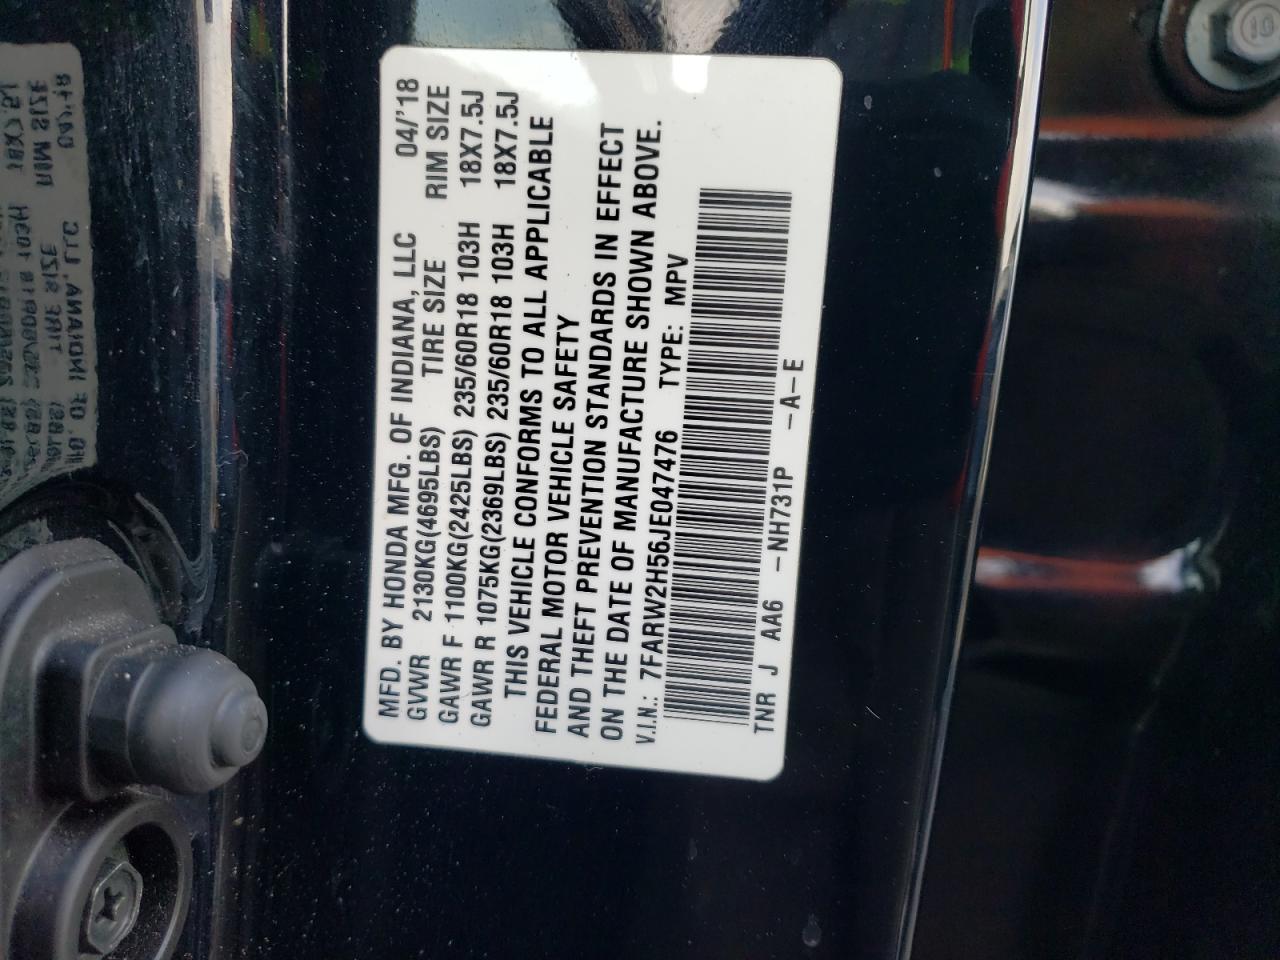 MFD. BY HONDA MFG. OF INDIANA, LLC 04/'18
GVWR 2130KG(4695LBS) TIRE SIZE RIM SIZE
GAWR F 1100KG(2425LBS) 235/60R18 103H 18X7.5J
GAWR R 1075KG(2369LBS) 235/60R18 103H 18X7.5J
THIS VEHICLE CONFORMS TO ALL APPLICABLE
FEDERAL MOTOR VEHICLE SAFETY
AND THEFT PREVENTION STANDARDS IN EFFECT
ON THE DATE OF MANUFACTURE SHOWN ABOVE.
V.I.N.: 7FARW2H56JE047476 TYPE: MPV
TNR J AA6 -NH731P -A-E
10